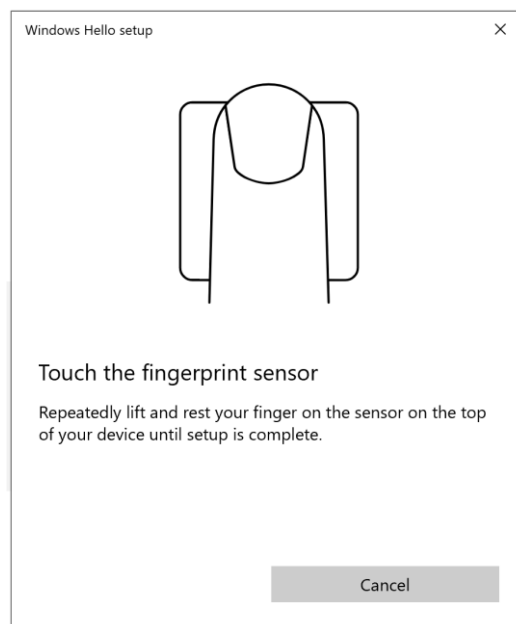 Windows Hello setup
Touch the fingerprint sensor
Repeatedly lift and rest your finger on the sensor on the top
of your device until setup is complete.
Cancel